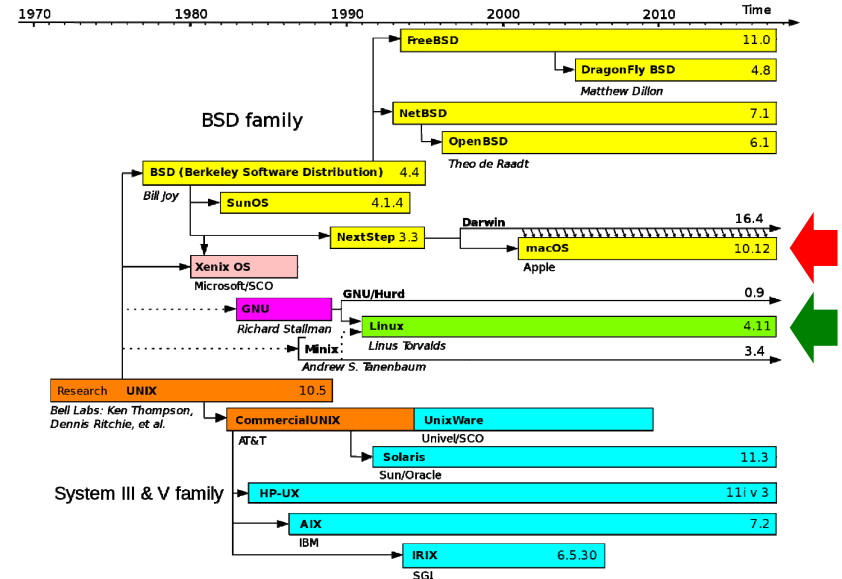 1970 1980 1990 2000 2010 Time
FreeBSD 11.0
DragonFly BSD 4.8
Matthew Dillon
BSD family
NetBSD 7.1
OpenBSD 6.1
Theo de Raadt
BSD (Berkeley Software Distribution) 4.4
Bill Joy
SunOS 4.1.4
Darwin 16.4
NextStep 3.3
macOS 10.12
Apple
Xenix OS
Microsoft/SCO
GNU/Hurd 0.9
GNU
Richard Stallman
Linux 4.11
Linus Torvalds
Minix 3.4
Andrew S. Tanenbaum
Research UNIX 10.5
Bell Labs: Ken Thompson,
Dennis Ritchie, et al.
CommercialUNIX UnixWare
AT&T
Univel/SCO
Solaris 11.3
Sun/Oracle
System III & V family
HP-UX 11i v 3
AIX 7.2
IBM
IRIX 6.5.30
SGI